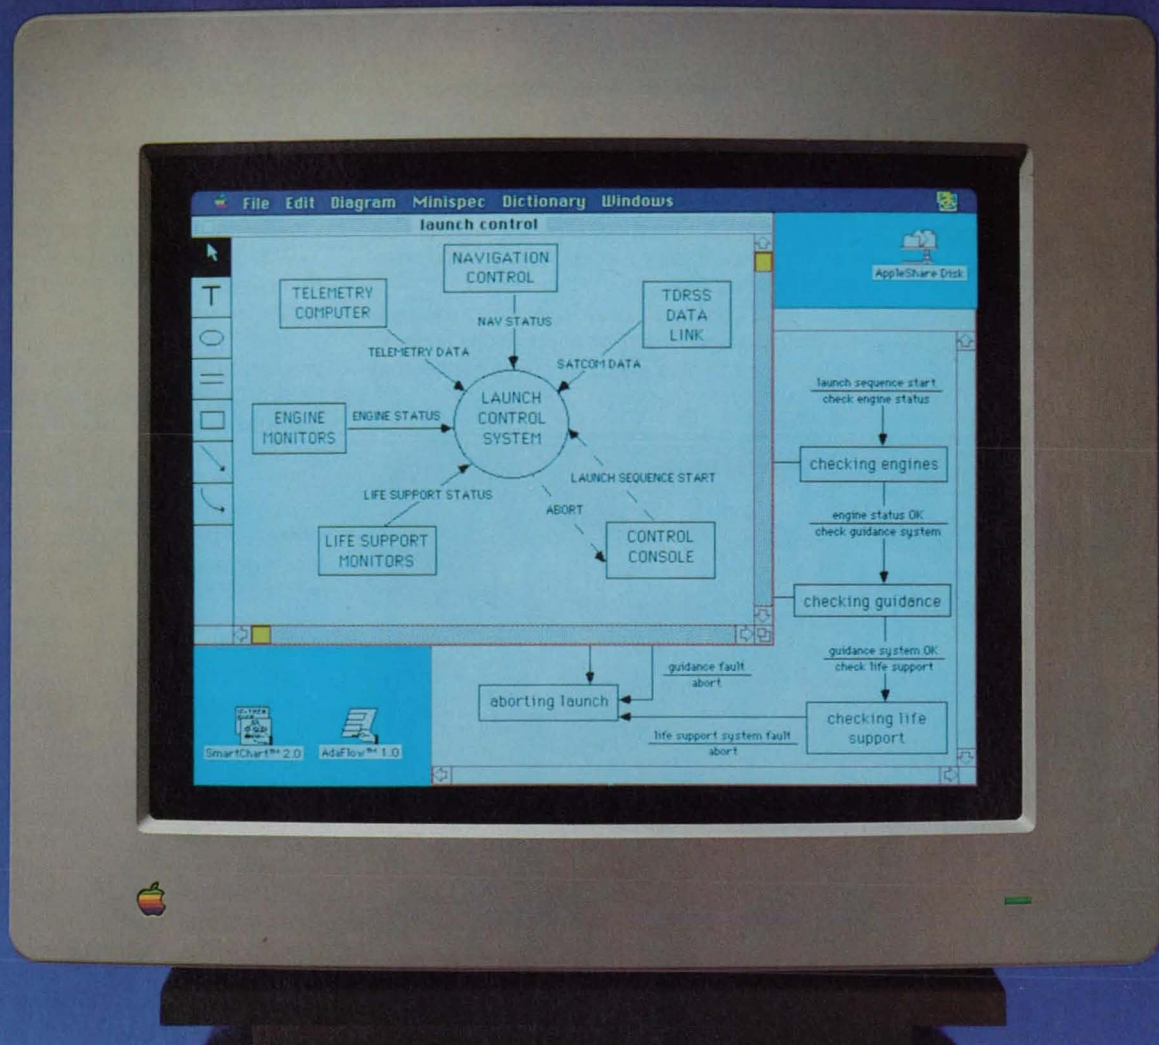 File Edit Diagram Minispec Dictionary Windows
launch control
AppleShare Disk
T
NAVIGATION
CONTROL
TELEMETRY
COMPUTER
TDRSS
DATA
LINK
NAV STATUS
TELEMETRY DATA
SATCOM DATA
LAUNCH
CONTROL
SYSTEM
ENGINE
MONITORS
ENGINE STATUS
LAUNCH SEQUENCE START
LIFE SUPPORT STATUS
ABORT
LIFE SUPPORT
MONITORS
CONTROL
CONSOLE
launch sequence start
check engine status
checking engines
engine status OK
check guidance system
checking guidance
guidance system OK
check life support
guidance fault
abort
aborting launch
checking life
support
life support system fault
abort
SmartChart™ 2.0
AdaFlow™ 1.0